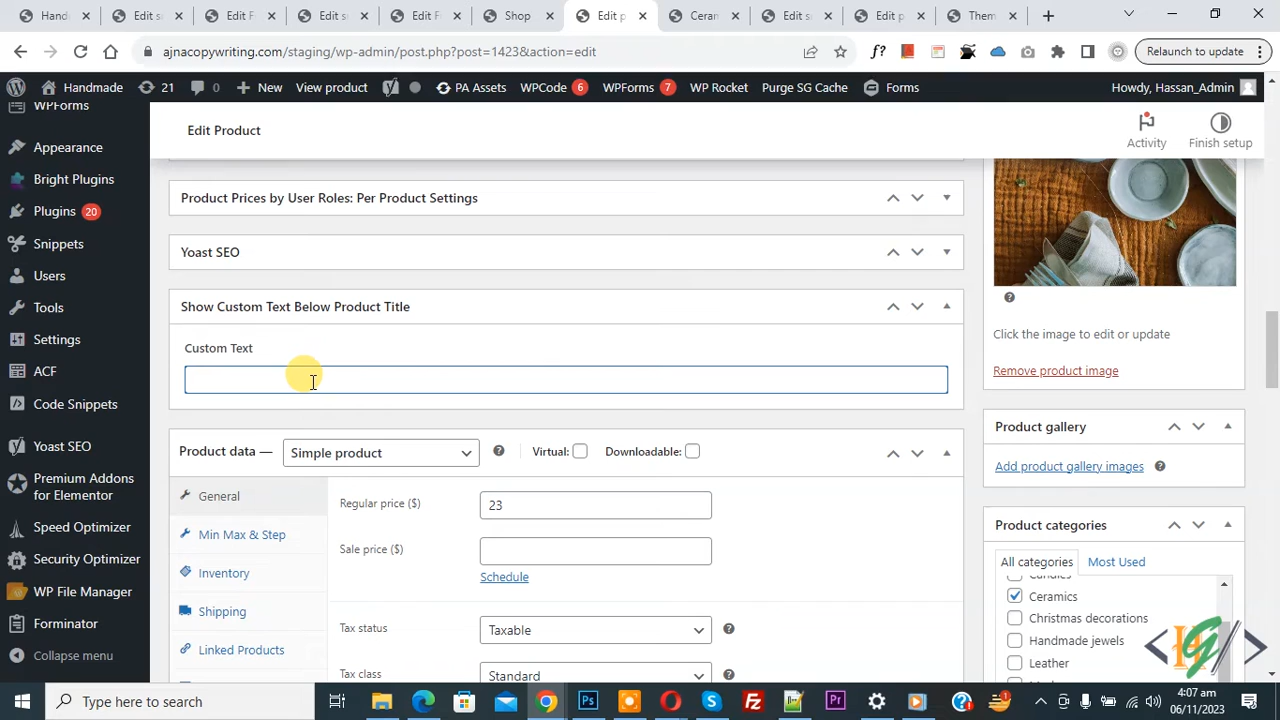 Hand
Edit s
Edit F
Edit s
Edit F
Shop
Edit p
Ceram
Edit s
Edit p
Them
ajnacopywriting.com/staging/wp-admin/post.php?post=1423&action=edit
f?
Relaunch to update
Handmade 21 0 New View product PA Assets WPCode 6 WPForms 7 WP Rocket Purge SG Cache Forms Howdy, Hassan_Admin
WPForms
Appearance
Bright Plugins
Plugins 20
Snippets
Users
Tools
Settings
ACF
Code Snippets
Yoast SEO
Premium Addons
for Elementor
Speed Optimizer
Security Optimizer
WP File Manager
Forminator
Collapse menu
Edit Product
Activity
Finish setup
Product Prices by User Roles: Per Product Settings
Yoast SEO
Show Custom Text Below Product Title
Custom Text
Product data — Simple product Virtual: Downloadable:
General
Min Max & Step
Inventory
Shipping
Linked Products
Regular price ($) 23
Sale price ($)
Schedule
Tax status Taxable
Tax class Standard
Click the image to edit or update
Remove product image
Product gallery
Add product gallery images
Product categories
All categories Most Used
Candles
Ceramics
Christmas decorations
Handmade jewels
Leather
Type here to search
Ps
Fz
Pr
4:07 am
06/11/2023